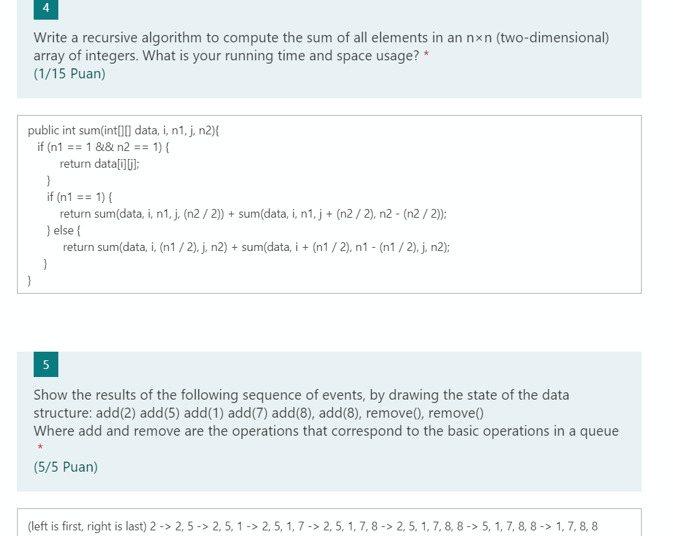 4
Write a recursive algorithm to compute the sum of all elements in an n×n (two-dimensional)
array of integers. What is your running time and space usage? *
(1/15 Puan)
public int sum(int[][] data, i, n1, j, n2){
if (n1 == 1 && n2 == 1) {
return data[i][j];
}
if (n1 == 1) {
return sum(data, i, n1, j, (n2 / 2)) + sum(data, i, n1, j + (n2 / 2), n2 - (n2 / 2));
} else {
return sum(data, i, (n1 / 2), j, n2) + sum(data, i + (n1 / 2), n1 - (n1 / 2), j, n2);
}
}
5
Show the results of the following sequence of events, by drawing the state of the data
structure: add(2) add(5) add(1) add(7) add(8), add(8), remove(), remove()
Where add and remove are the operations that correspond to the basic operations in a queue
*
(5/5 Puan)
(left is first, right is last) 2 -> 2, 5 -> 2, 5, 1 -> 2, 5, 1, 7 -> 2, 5, 1, 7, 8 -> 2, 5, 1, 7, 8, 8 -> 5, 1, 7, 8, 8 -> 1, 7, 8, 8